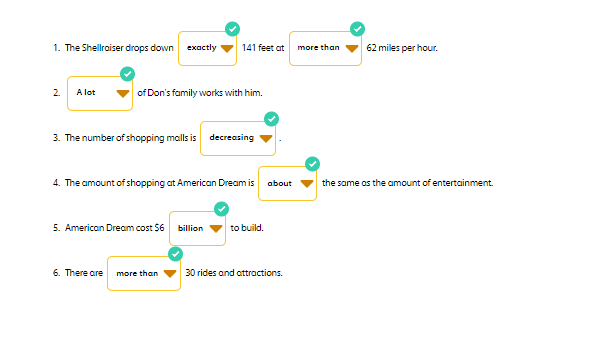 1. The Shellraiser drops down exactly 141 feet at more than 62 miles per hour.
2. A lot of Don's family works with him.
3. The number of shopping malls is decreasing .
4. The amount of shopping at American Dream is about the same as the amount of entertainment.
5. American Dream cost $6 billion to build.
6. There are more than 30 rides and attractions.